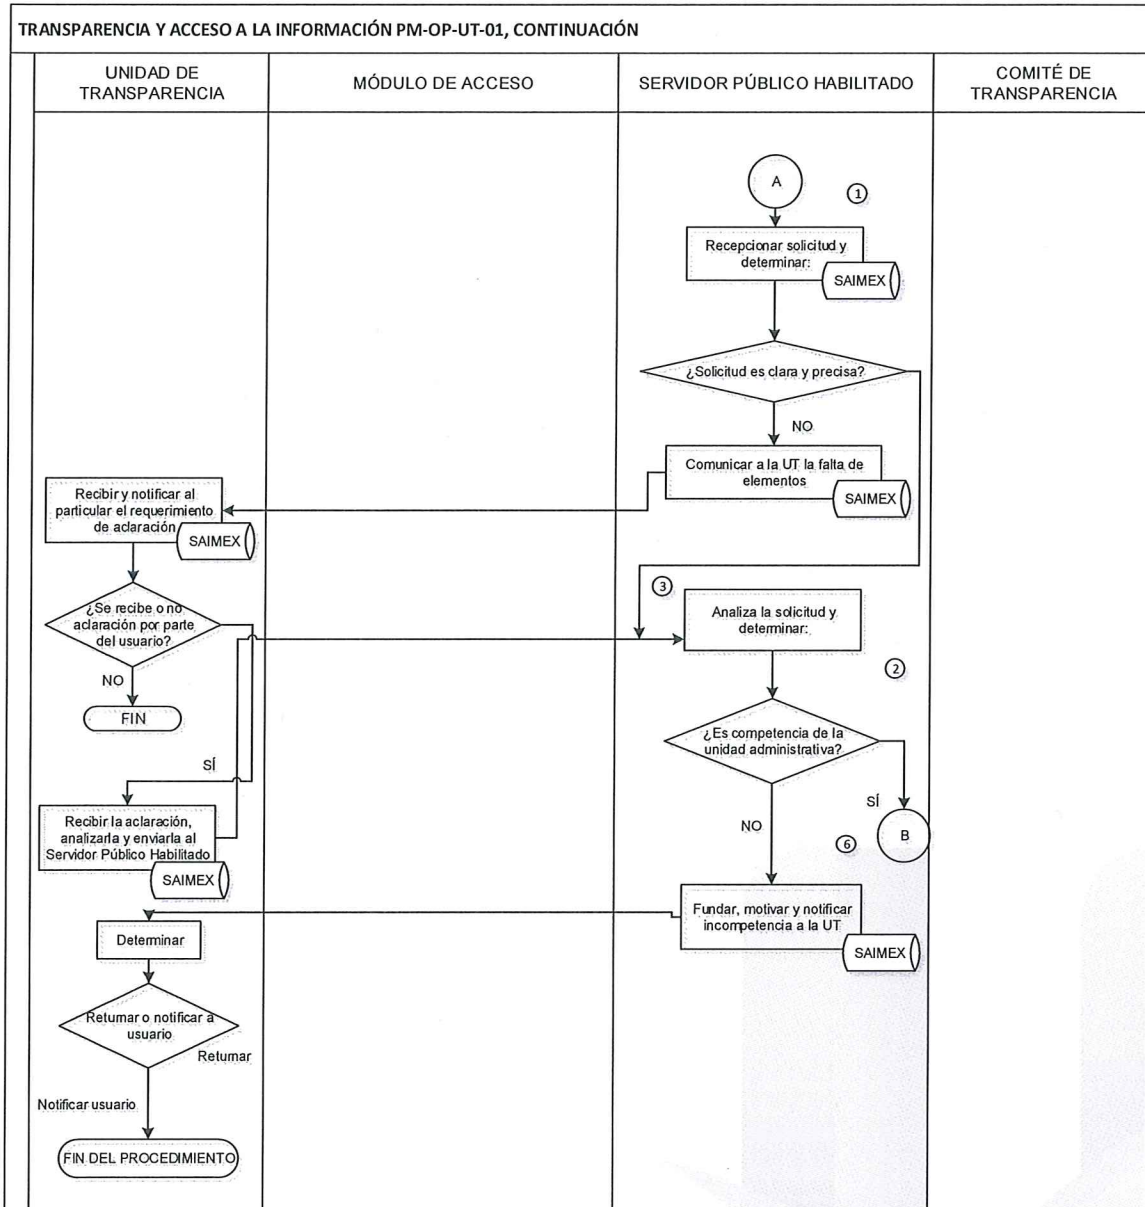 TRANSPARENCIA Y ACCESO A LA INFORMACIÓN PM-OP-UT-01, CONTINUACIÓN
UNIDAD DE
TRANSPARENCIA
MÓDULO DE ACCESO
SERVIDOR PÚBLICO HABILITADO
COMITÉ DE
TRANSPARENCIA
A
1
Recepcionar solicitud y
determinar:
SAIMEX
¿Solicitud es clara y precisa?
NO
Comunicar a la UT la falta de
elementos
SAIMEX
Recibir y notificar al
particular el requerimiento
de aclaración
SAIMEX
¿Se recibe o no
aclaración por parte
del usuario?
NO
FIN
SÍ
Recibir la aclaración,
analizarla y enviarla al
Servidor Público Habilitado
SAIMEX
3
Analiza la solicitud y
determinar:
2
¿Es competencia de la
unidad administrativa?
SÍ
B
NO
6
Fundar, motivar y notificar
incompetencia a la UT
SAIMEX
Determinar
Returnar o notificar a
usuario
Returnar
Notificar usuario
FIN DEL PROCEDIMIENTO